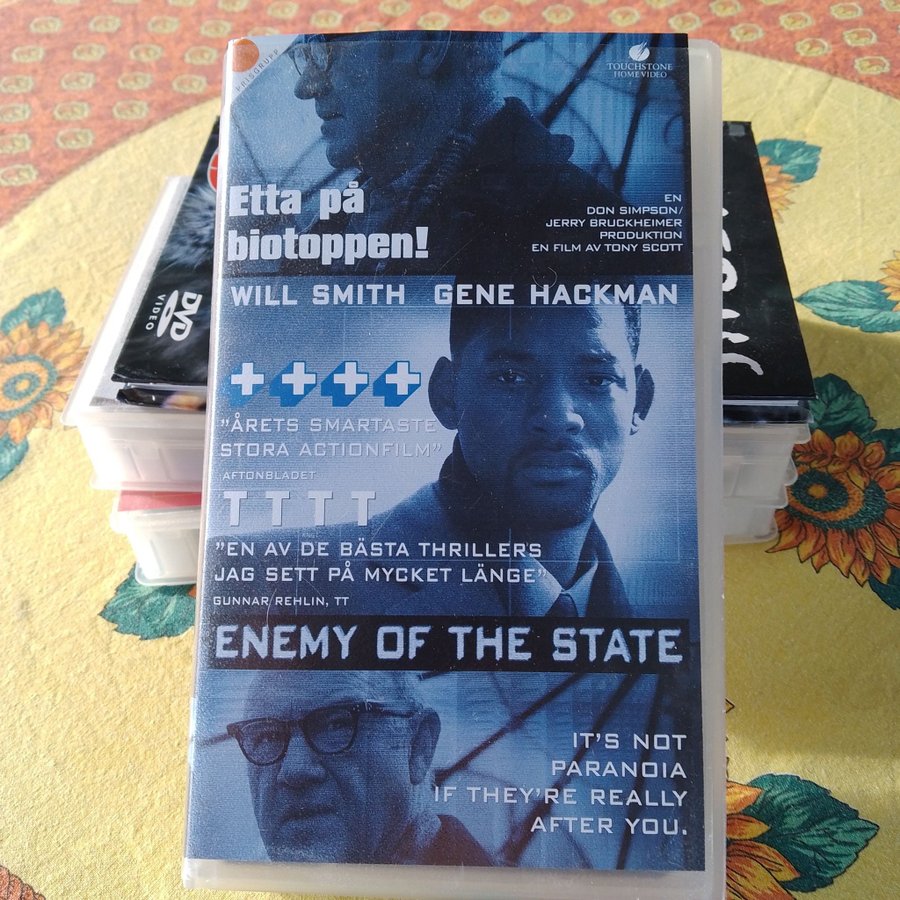 PRISGRUPP
TOUCHSTONE
HOME VIDEO
Etta på
biotoppen!
EN
DON SIMPSON/
JERRY BRUCKHEIMER
PRODUKTION
EN FILM AV TONY SCOTT
WILL SMITH GENE HACKMAN
++++
"ÅRETS SMARTASTE
STORA ACTIONFILM"
AFTONBLADET
TTTT
"EN AV DE BÄSTA THRILLERS
JAG SETT PÅ MYCKET LÄNGE"
GUNNAR REHLIN, TT
ENEMY OF THE STATE
IT'S NOT
PARANOIA
IF THEY'RE REALLY
AFTER YOU.
DVD
VIDEO